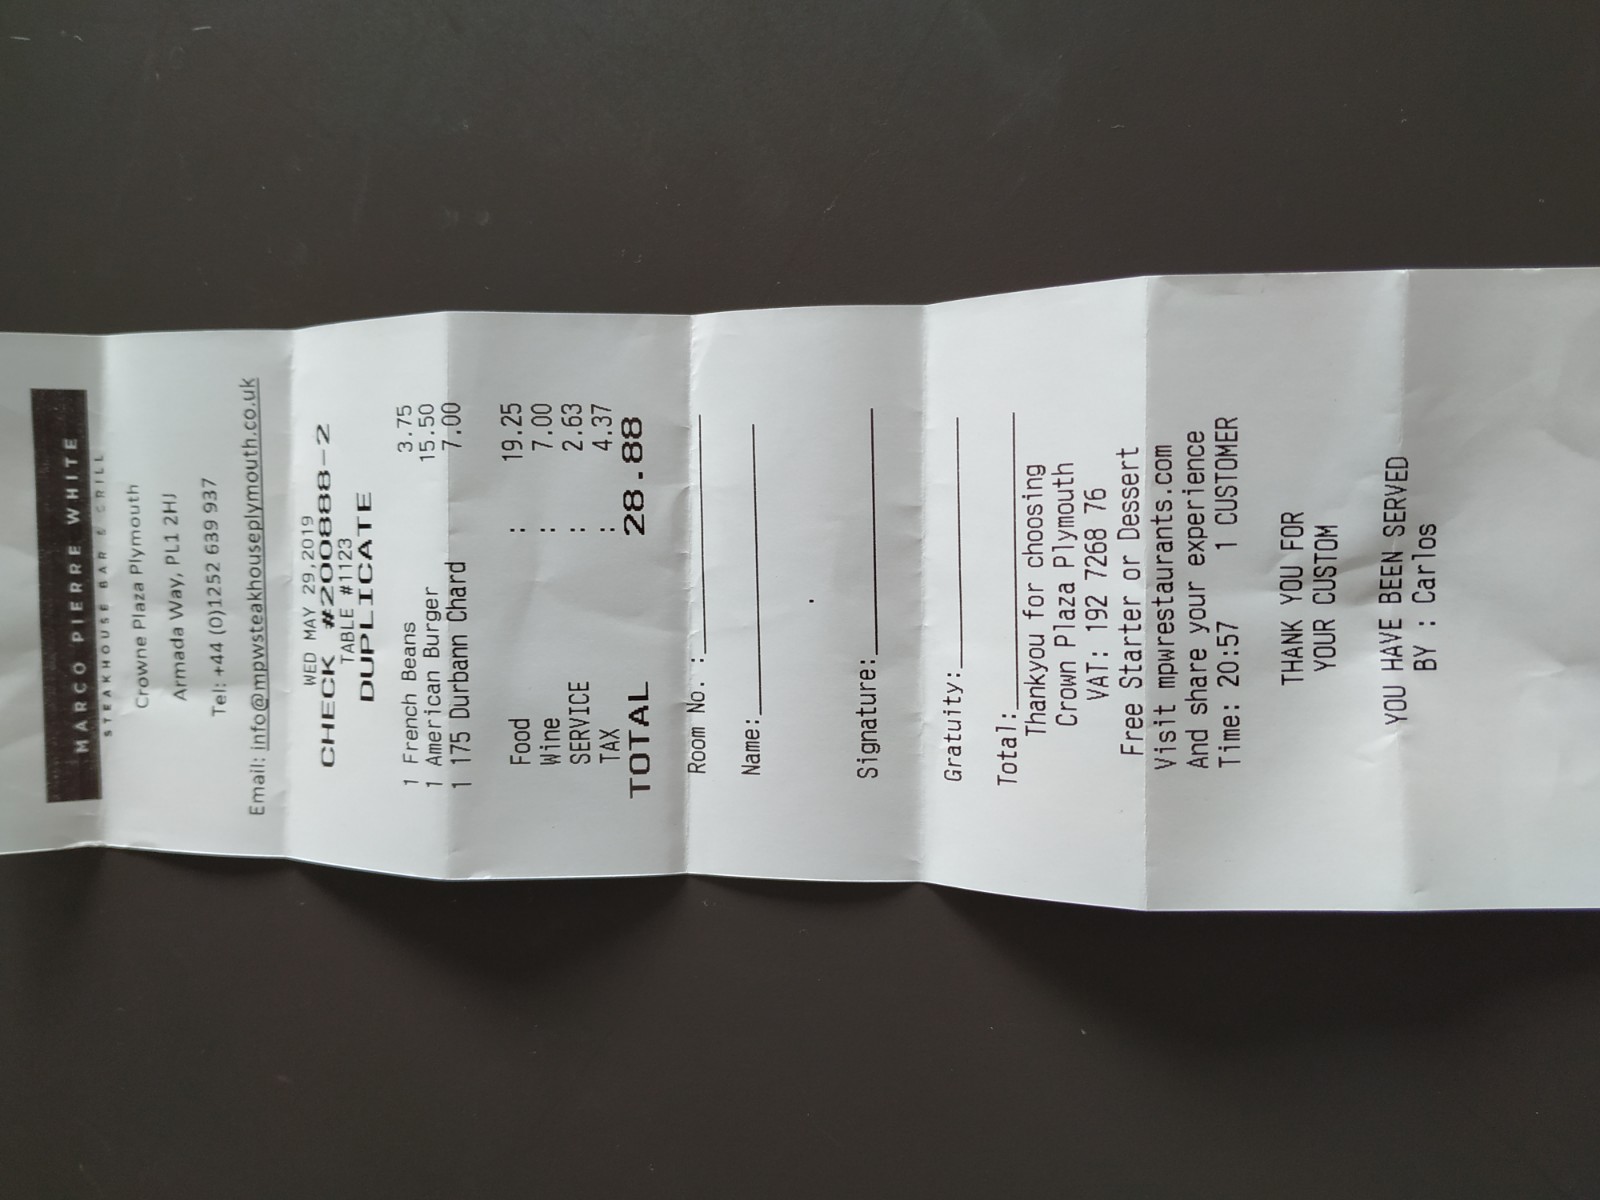 MARCO PIERRE WHITE
STEAKHOUSE BAR & GRILL
Crowne Plaza Plymouth
Armada Way, PL1 2HJ
Tel: +44 (0)1252 639 937
Email: info@mpwsteakhouseplymouth.co.uk
WED MAY 29,2019
CHECK #200888-2
TABLE #1123
DUPLICATE
1 French Beans 3.75
1 American Burger 15.50
1 175 Durbann Chard 7.00
Food : 19.25
Wine : 7.00
SERVICE : 2.63
TAX : 4.37
TOTAL 28.88
Room No. :
Name:
Signature:
Gratuity:
Total:
Thankyou for choosing
Crown Plaza Plymouth
VAT: 192 7268 76
Free Starter or Dessert
Visit mpwrestaurants.com
And share your experience
Time: 20:57 1 CUSTOMER
THANK YOU FOR
YOUR CUSTOM
YOU HAVE BEEN SERVED
BY : Carlos